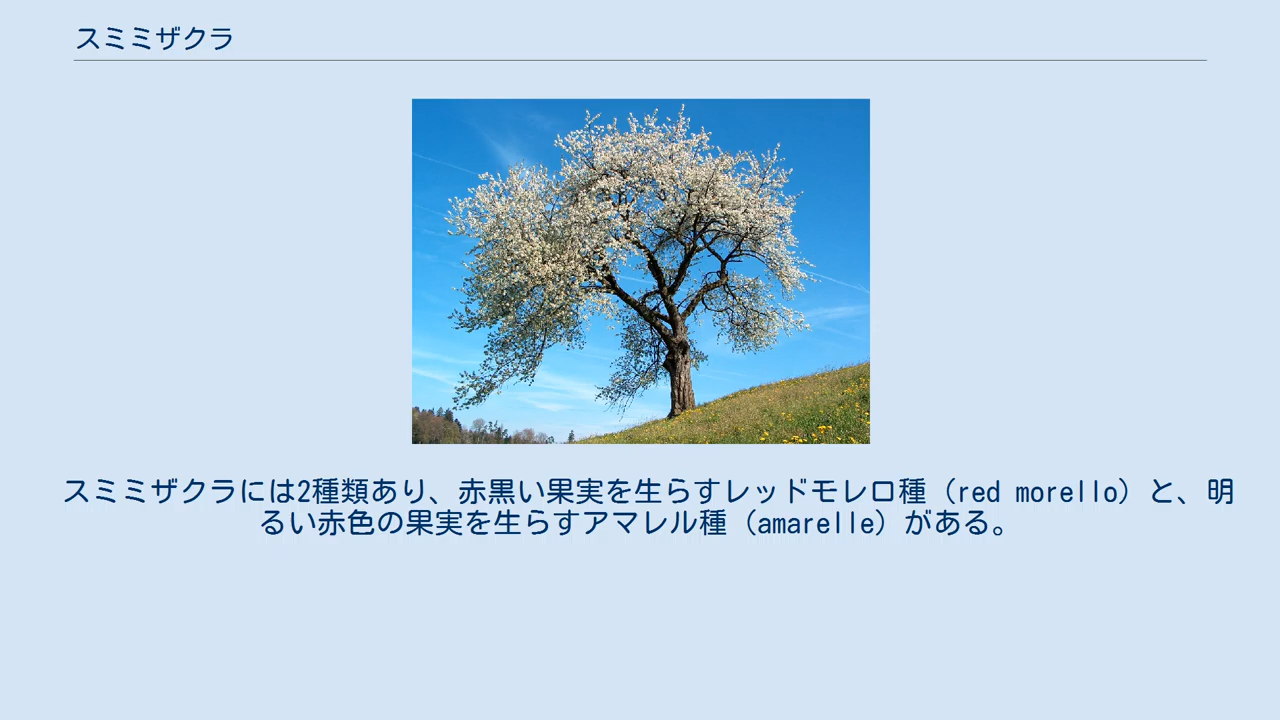 スミミザクラ
スミミザクラには2種類あり、赤黒い果実を生らすレッドモレロ種（red morello）と、明
るい赤色の果実を生らすアマレル種（amarelle）がある。